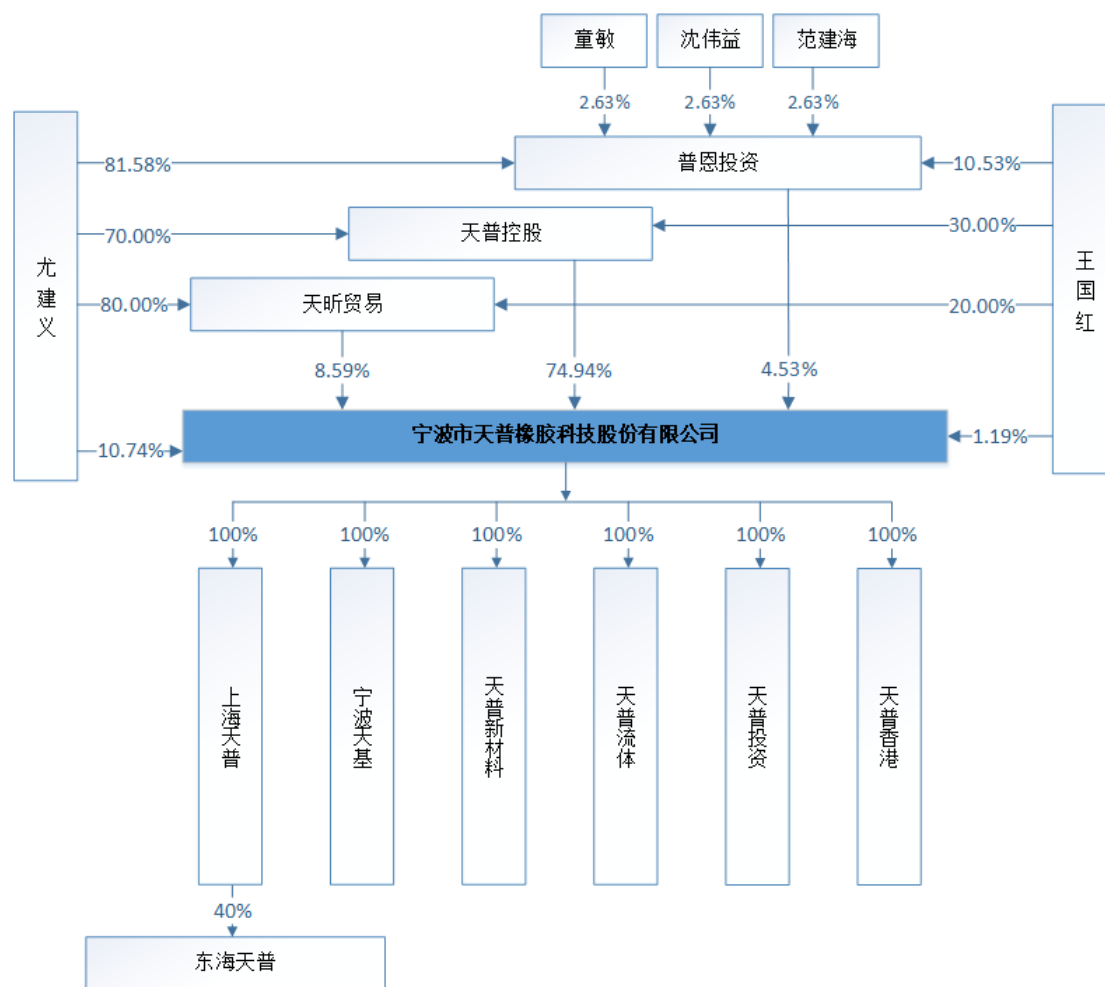 童敏
沈伟益
范建海
2.63%
2.63%
2.63%
尤建义
王国红
81.58%
普恩投资
10.53%
70.00%
天普控股
30.00%
80.00%
天昕贸易
20.00%
8.59%
74.94%
4.53%
宁波市天普橡胶科技股份有限公司
10.74%
1.19%
100%
100%
100%
100%
100%
100%
上海天普
宁波天基
天普新材料
天普流体
天普投资
天普香港
40%
东海天普